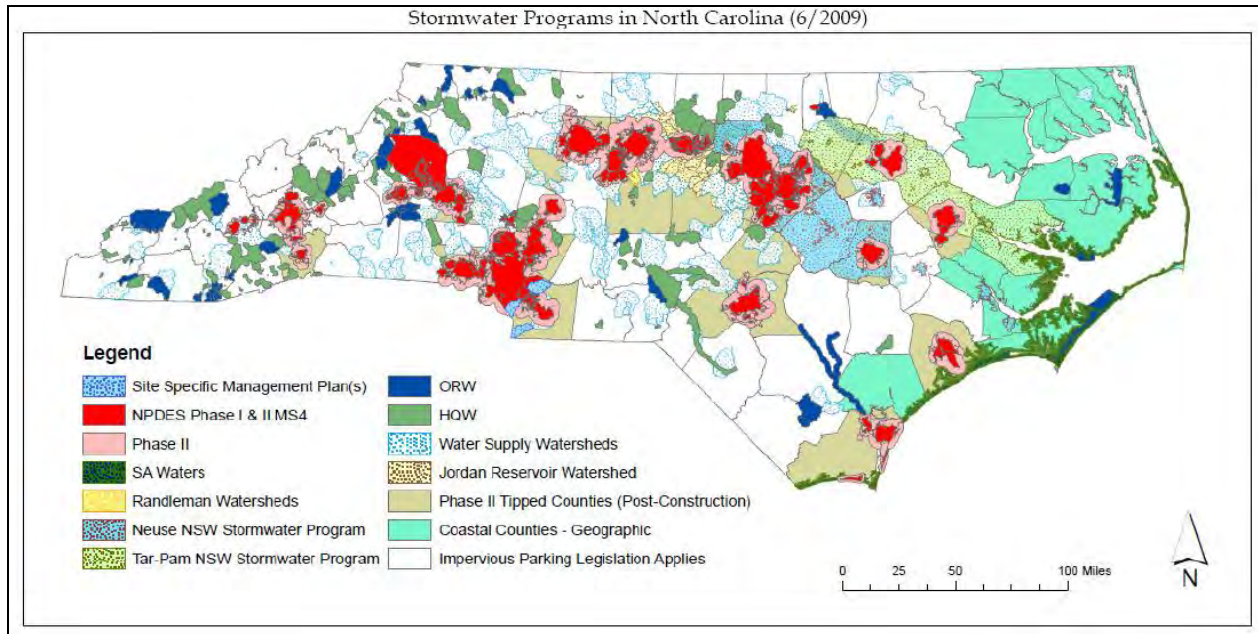 Stormwater Programs in North Carolina (6/2009)
Legend
Site Specific Management Plan(s)
NPDES Phase I & II MS4
Phase II
SA Waters
Randleman Watersheds
Neuse NSW Stormwater Program
Tar-Pam NSW Stormwater Program
ORW
HQW
Water Supply Watersheds
Jordan Reservoir Watershed
Phase II Tipped Counties (Post-Construction)
Coastal Counties - Geographic
Impervious Parking Legislation Applies
0 25 50 100 Miles
N